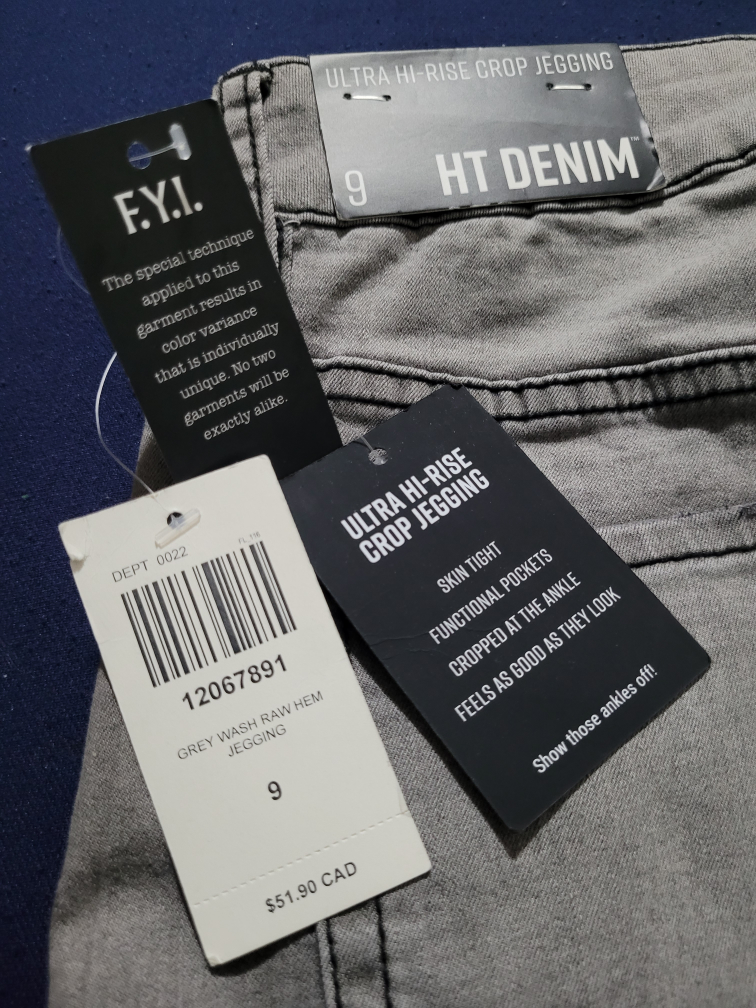 ULTRA HI-RISE CROP JEGGING
9 HT DENIM™
F.Y.I.
The special technique
applied to this
garment results in
color variance
that is individually
unique. No two
garments will be
exactly alike.
ULTRA HI-RISE
CROP JEGGING
SKIN TIGHT
FUNCTIONAL POCKETS
CROPPED AT THE ANKLE
FEELS AS GOOD AS THEY LOOK
Show those ankles off!
DEPT 0022 FL.116
12067891
GREY WASH RAW HEM
JEGGING
9
$51.90 CAD